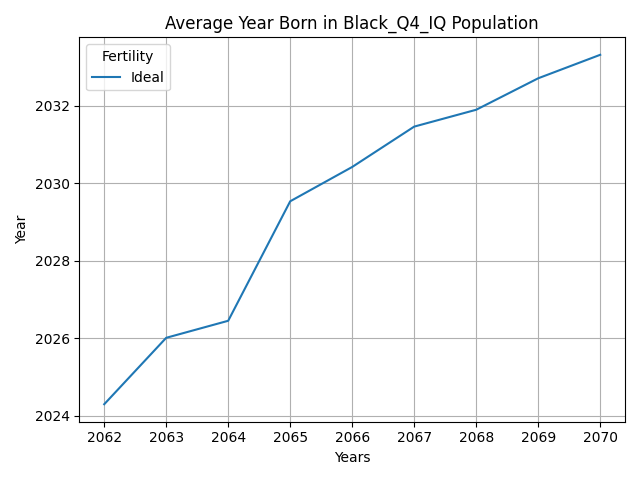 Average Year Born in Black_Q4_IQ Population
Fertility
Ideal
2032
2030
2028
2026
2024
Year
2062 2063 2064 2065 2066 2067 2068 2069 2070
Years